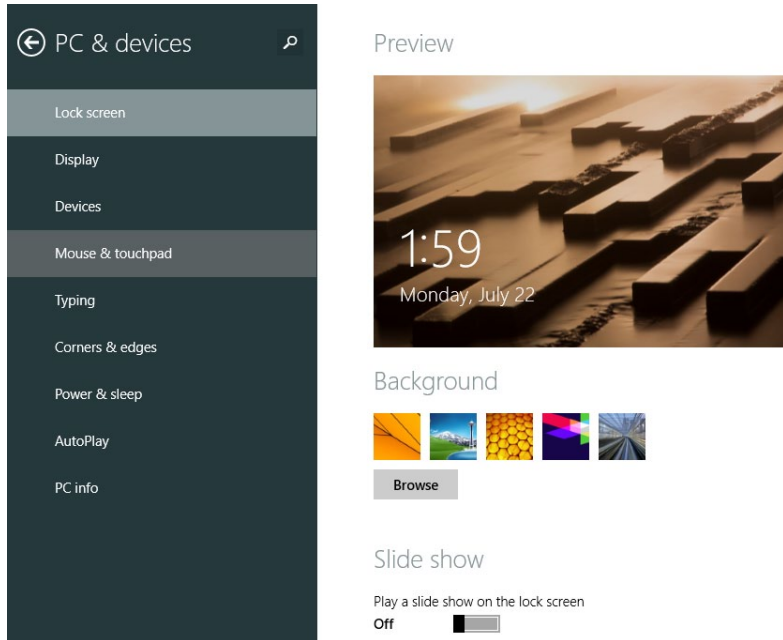 PC & devices
Lock screen
Display
Devices
Mouse & touchpad
Typing
Corners & edges
Power & sleep
AutoPlay
PC info
Preview
1:59
Monday, July 22
Background
Browse
Slide show
Play a slide show on the lock screen
Off